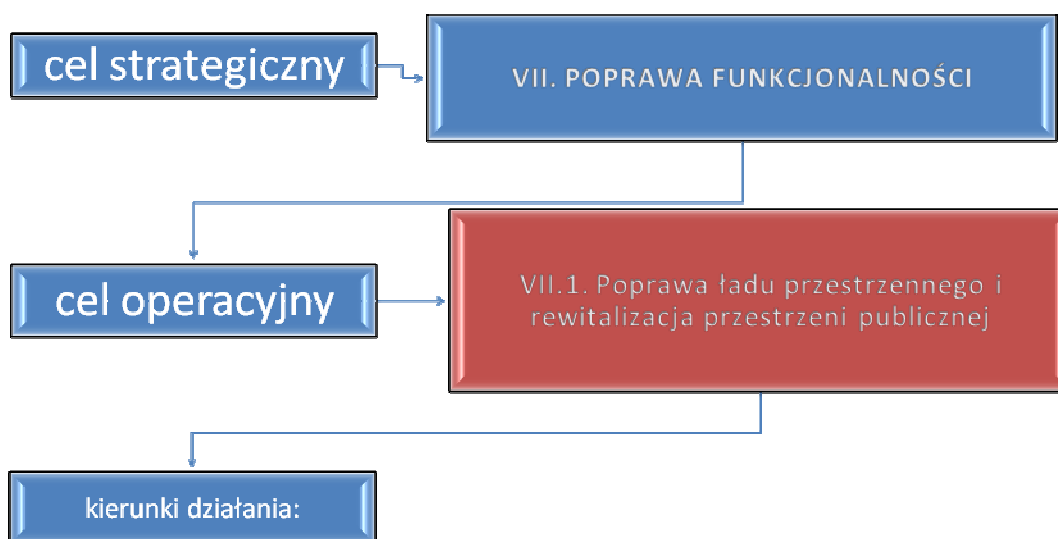 cel strategiczny
VII. POPRAWA FUNKCJONALNOŚCI
cel operacyjny
VII.1. Poprawa ładu przestrzennego i
rewitalizacja przestrzeni publicznej
kierunki działania: